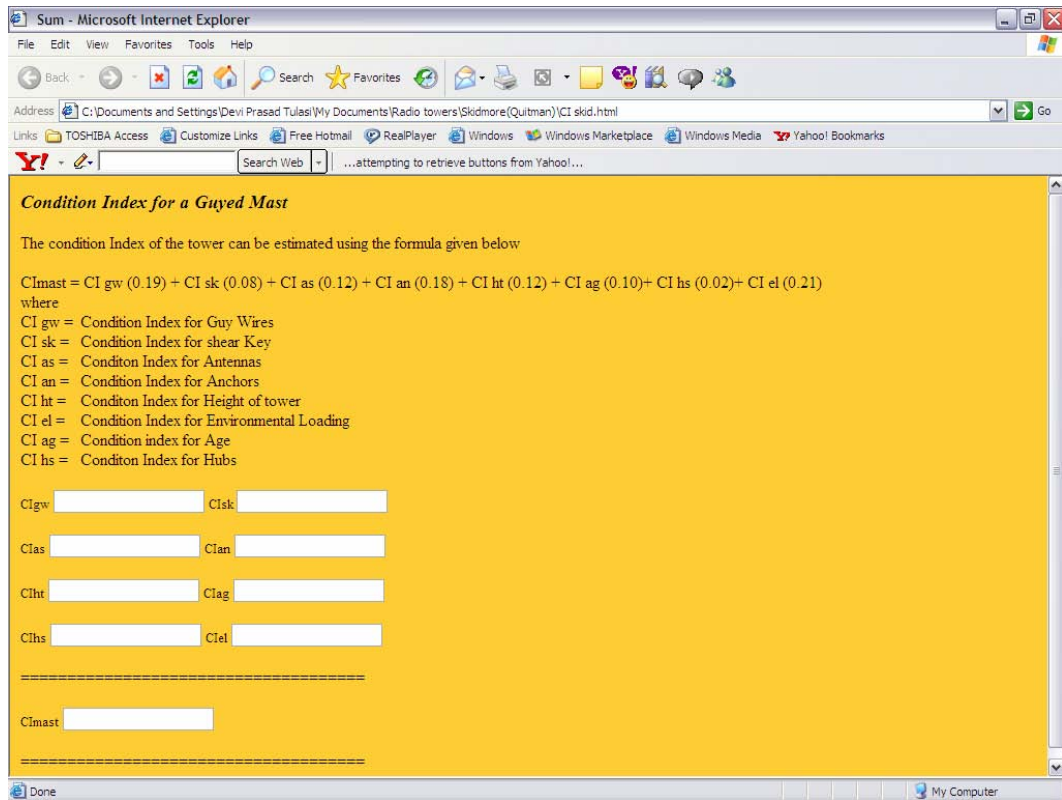 Sum - Microsoft Internet Explorer
File Edit View Favorites Tools Help
Back Search Favorites
Address C:\Documents and Settings\Devi Prasad Tulasi\My Documents\Radio towers\Skidmore(Quitman)\CI skid.html Go
Links TOSHIBA Access Customize Links Free Hotmail RealPlayer Windows Windows Marketplace Windows Media Yahoo! Bookmarks
Y! Search Web ...attempting to retrieve buttons from Yahoo!...
Condition Index for a Guyed Mast
The condition Index of the tower can be estimated using the formula given below
CImast = CI gw (0.19) + CI sk (0.08) + CI as (0.12) + CI an (0.18) + CI ht (0.12) + CI ag (0.10)+ CI hs (0.02)+ CI el (0.21)
where
CI gw = Condition Index for Guy Wires
CI sk = Condition Index for shear Key
CI as = Conditon Index for Antennas
CI an = Condition Index for Anchors
CI ht = Conditon Index for Height of tower
CI el = Condition Index for Environmental Loading
CI ag = Condition index for Age
CI hs = Conditon Index for Hubs
CIgw CIsk
CIas CIan
CIht CIag
CIhs CIel
=====================================
CImast
=====================================
Done My Computer